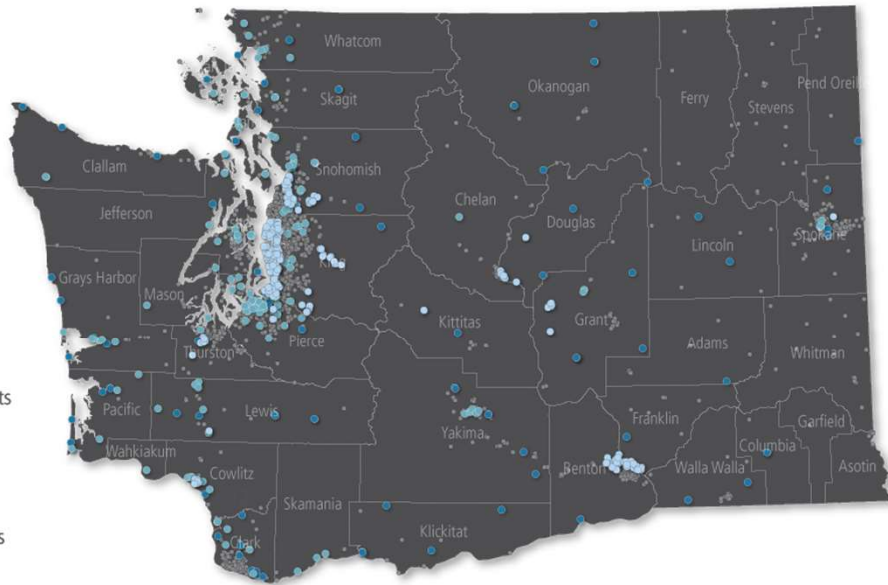 Whatcom
Skagit
Okanogan
Ferry
Stevens
Pend Oreille
Clallam
Snohomish
Chelan
Jefferson
Douglas
Lincoln
Spokane
King
Grays Harbor
Mason
Kittitas
Grant
Adams
Whitman
Thurston
Pierce
ts
Pacific
Lewis
Yakima
Franklin
Garfield
Wahkiakum
Cowlitz
Benton
Walla Walla
Columbia
Asotin
Skamania
s
Clark
Klickitat